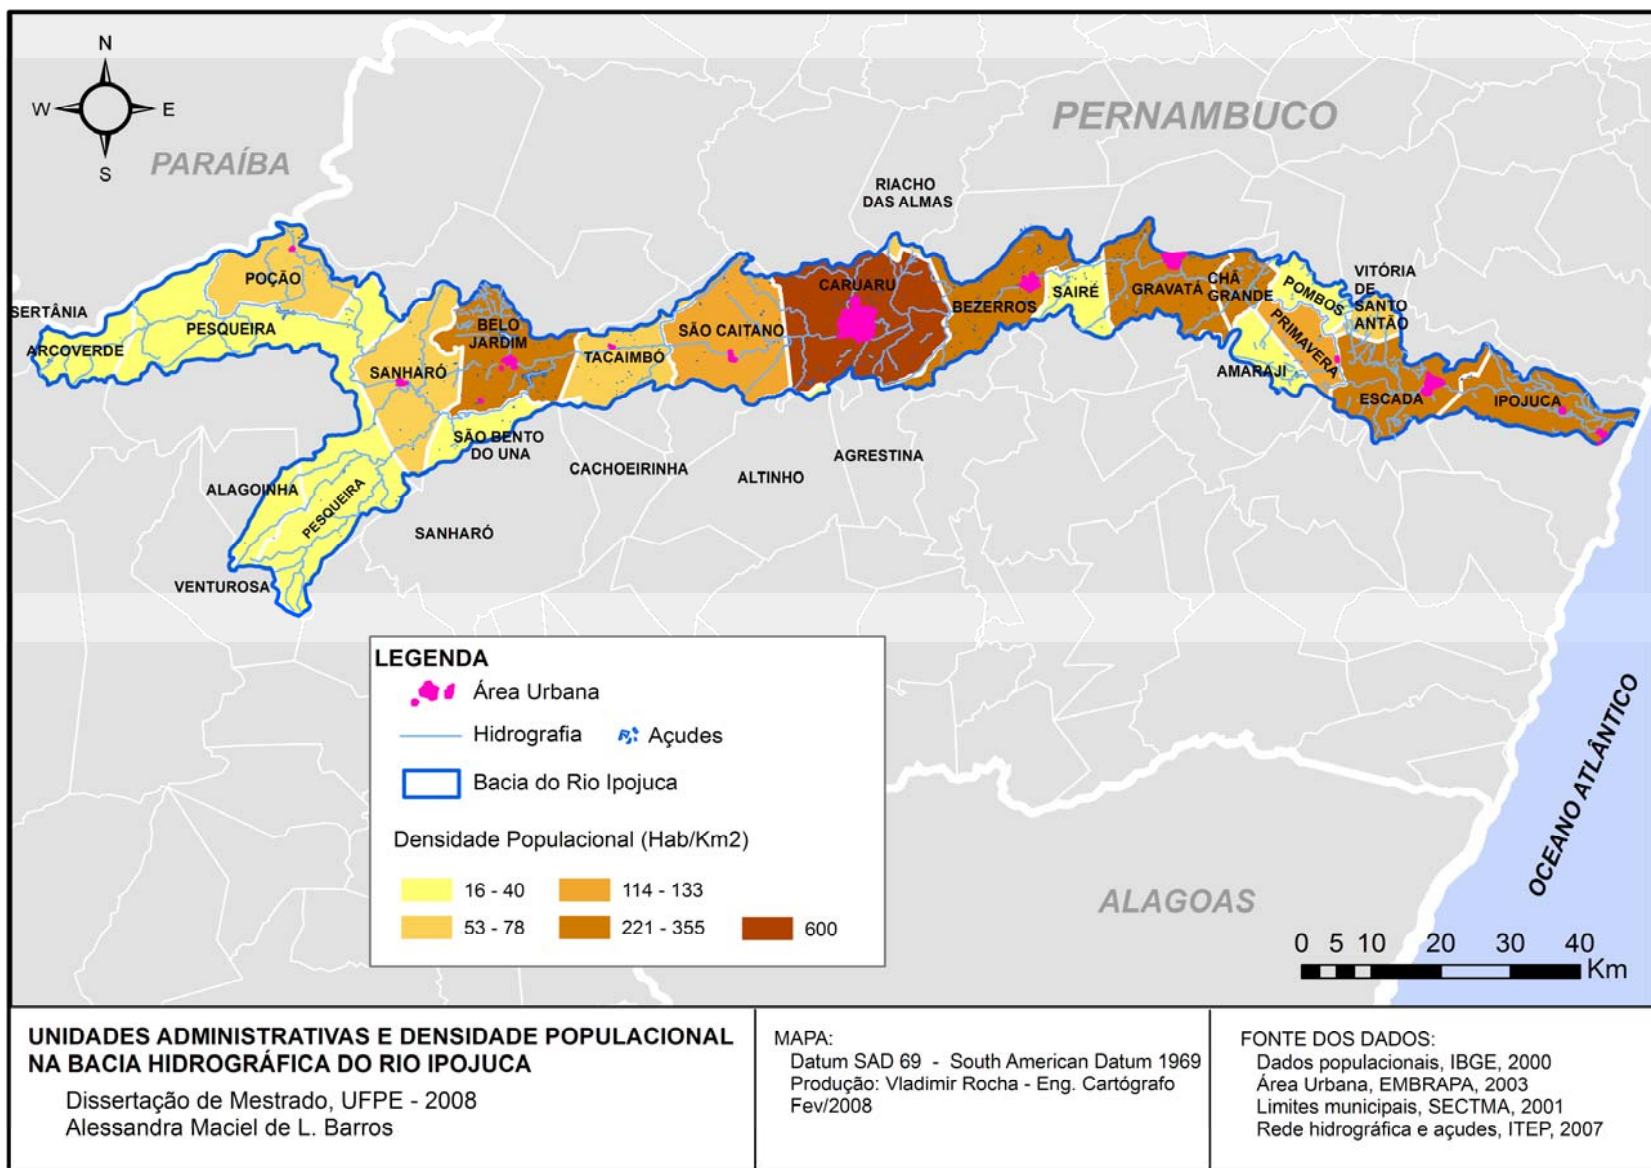 N
W
E
S
PARAÍBA
PERNAMBUCO
RIACHO
DAS ALMAS
POÇÃO
SERTÂNIA
PESQUEIRA
ARCOVERDE
BELO
JARDIM
SANHARÓ
TACAIMBÓ
SÃO CAITANO
CARUARU
BEZERROS
SAIRÉ
GRAVATÁ
CHÃ
GRANDE
POMBOS
VITÓRIA
DE
SANTO
ANTÃO
PRIMAVERA
AMARAJI
ESCADA
IPOJUCA
SÃO BENTO
DO UNA
CACHOEIRINHA
ALTINHO
AGRESTINA
ALAGOINHA
PESQUEIRA
SANHARÓ
VENTUROSA
LEGENDA
Área Urbana
Hidrografia
Açudes
Bacia do Rio Ipojuca
Densidade Populacional (Hab/Km2)
16 - 40
114 - 133
53 - 78
221 - 355
600
OCEANO ATLÂNTICO
ALAGOAS
0 5 10 20 30 40
Km
UNIDADES ADMINISTRATIVAS E DENSIDADE POPULACIONAL
NA BACIA HIDROGRÁFICA DO RIO IPOJUCA
Dissertação de Mestrado, UFPE - 2008
Alessandra Maciel de L. Barros
MAPA:
Datum SAD 69 - South American Datum 1969
Produção: Vladimir Rocha - Eng. Cartógrafo
Fev/2008
FONTE DOS DADOS:
Dados populacionais, IBGE, 2000
Área Urbana, EMBRAPA, 2003
Limites municipais, SECTMA, 2001
Rede hidrográfica e açudes, ITEP, 2007